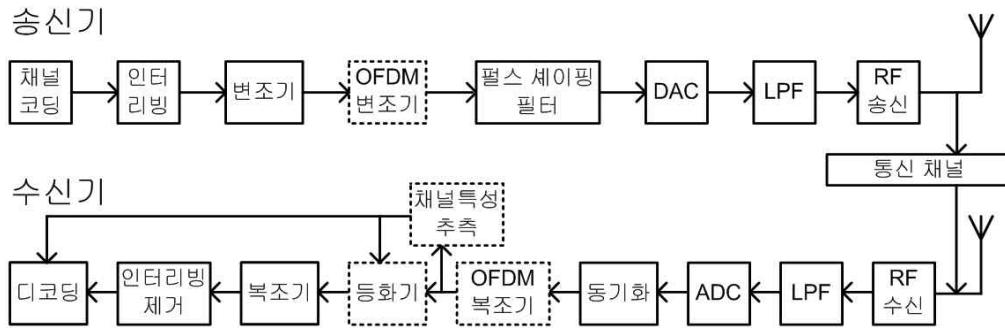 송신기
채널
코딩
인터
리빙
변조기
OFDM
변조기
펄스 셰이핑
필터
DAC
LPF
RF
송신
통신 채널
수신기
채널특성
추측
디코딩
인터리빙
제거
복조기
등화기
OFDM
복조기
동기화
ADC
LPF
RF
수신